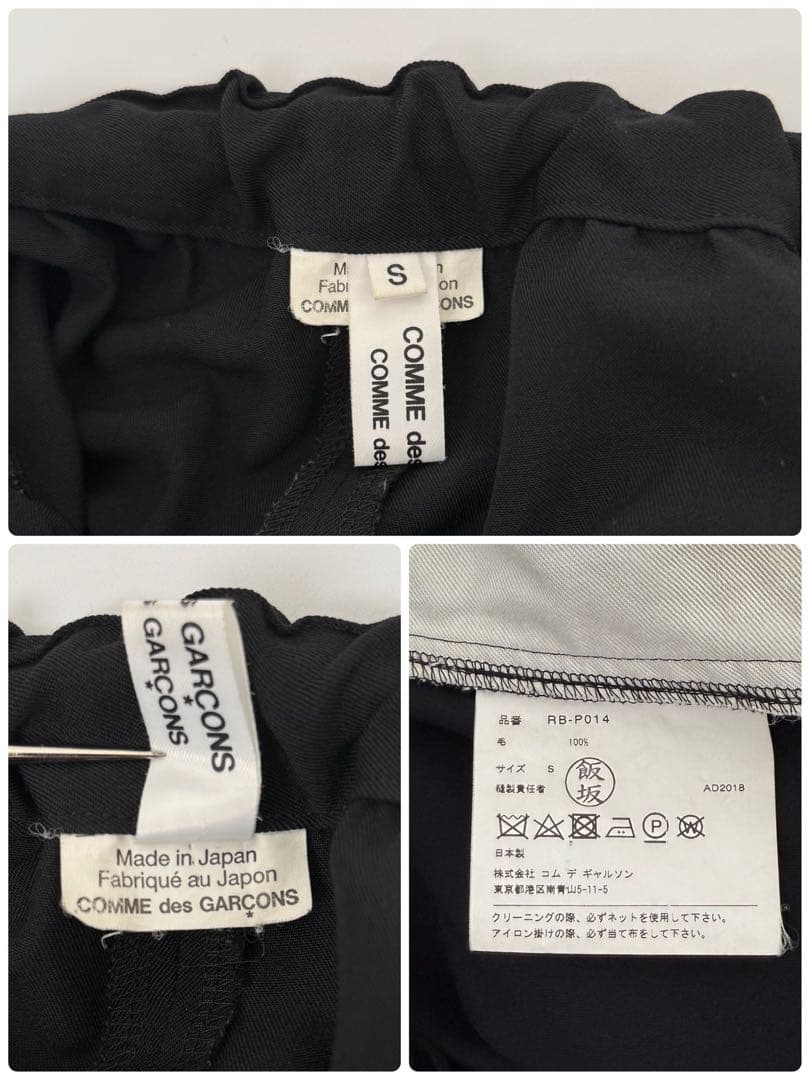 Ma
n
S
Fabri
on
COMM
ONS
COMME des
COMME des
S GARÇONS
S GARÇONS
Made in Japan
Fabriqué au Japon
COMME des GARÇONS
品番 RB-P014
毛 100%
サイズ S
飯坂
縫製責任者
AD2018
P
W
日本製
株式会社 コム デ ギャルソン
東京都港区南青山5-11-5
クリーニングの際、必ずネットを使用して下さい。
アイロン掛けの際、必ず当て布をして下さい。